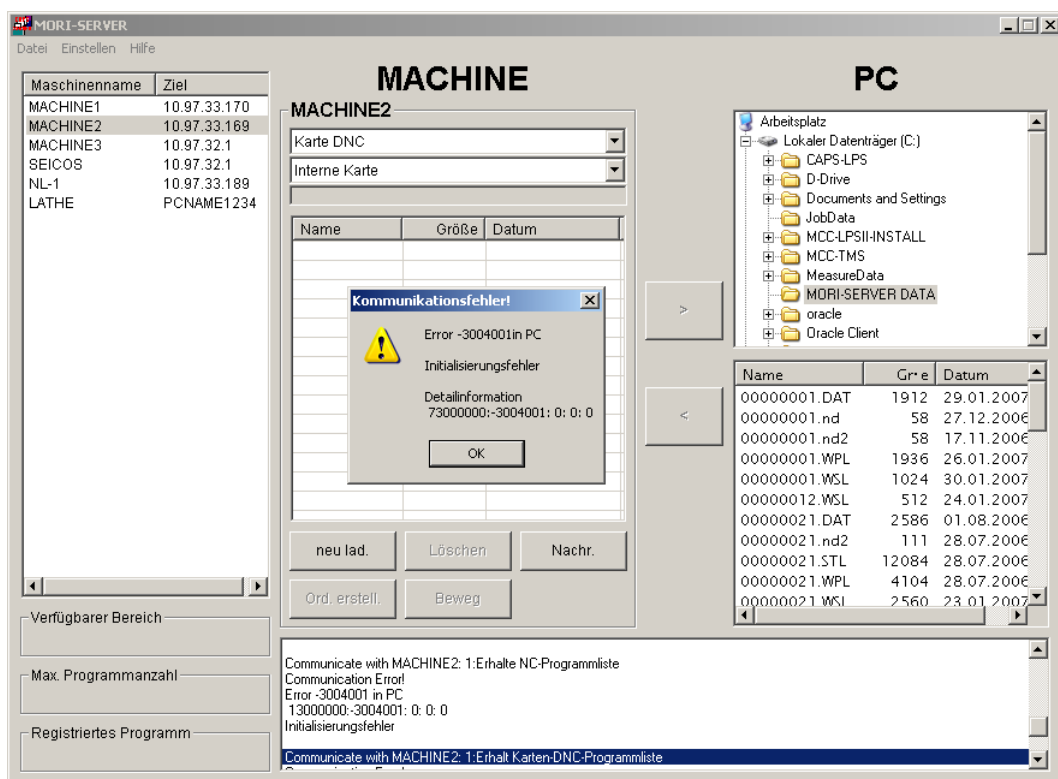 MORI-SERVER
Datei Einstellen Hilfe
MACHINE
PC
Maschinenname Ziel
MACHINE1 10.97.33.170
MACHINE2 10.97.33.169
MACHINE3 10.97.32.1
SEICOS 10.97.32.1
NL-1 10.97.33.189
LATHE PCNAME1234
Verfügbarer Bereich
Max. Programmanzahl
Registriertes Programm
MACHINE2
Karte DNC
Interne Karte
Name Größe Datum
Kommunikationsfehler!
Error -3004001in PC
Initialisierungsfehler
Detailinformation
73000000:-3004001: 0: 0: 0
OK
neu lad. Löschen Nachr.
Ord. erstell. Beweg
>
<
Arbeitsplatz
Lokaler Datenträger (C:)
CAPS-LPS
D-Drive
Documents and Settings
JobData
MCC-LPSII-INSTALL
MCC-TMS
MeasureData
MORI-SERVER DATA
oracle
Oracle Client
Name Gr·e Datum
00000001.DAT 1912 29.01.2007
00000001.nd 58 27.12.2006
00000001.nd2 58 17.11.2006
00000001.WPL 1936 26.01.2007
00000001.WSL 1024 30.01.2007
00000012.WSL 512 24.01.2007
00000021.DAT 2586 01.08.2006
00000021.nd2 111 28.07.2006
00000021.STL 12084 28.07.2006
00000021.WPL 4104 28.07.2006
00000021.WSL 2560 23.01.2007
Communicate with MACHINE2: 1:Erhalte NC-Programmliste
Communication Error!
Error -3004001 in PC
13000000:-3004001: 0: 0: 0
Initialisierungsfehler
Communicate with MACHINE2: 1:Erhalt Karten-DNC-Programmliste